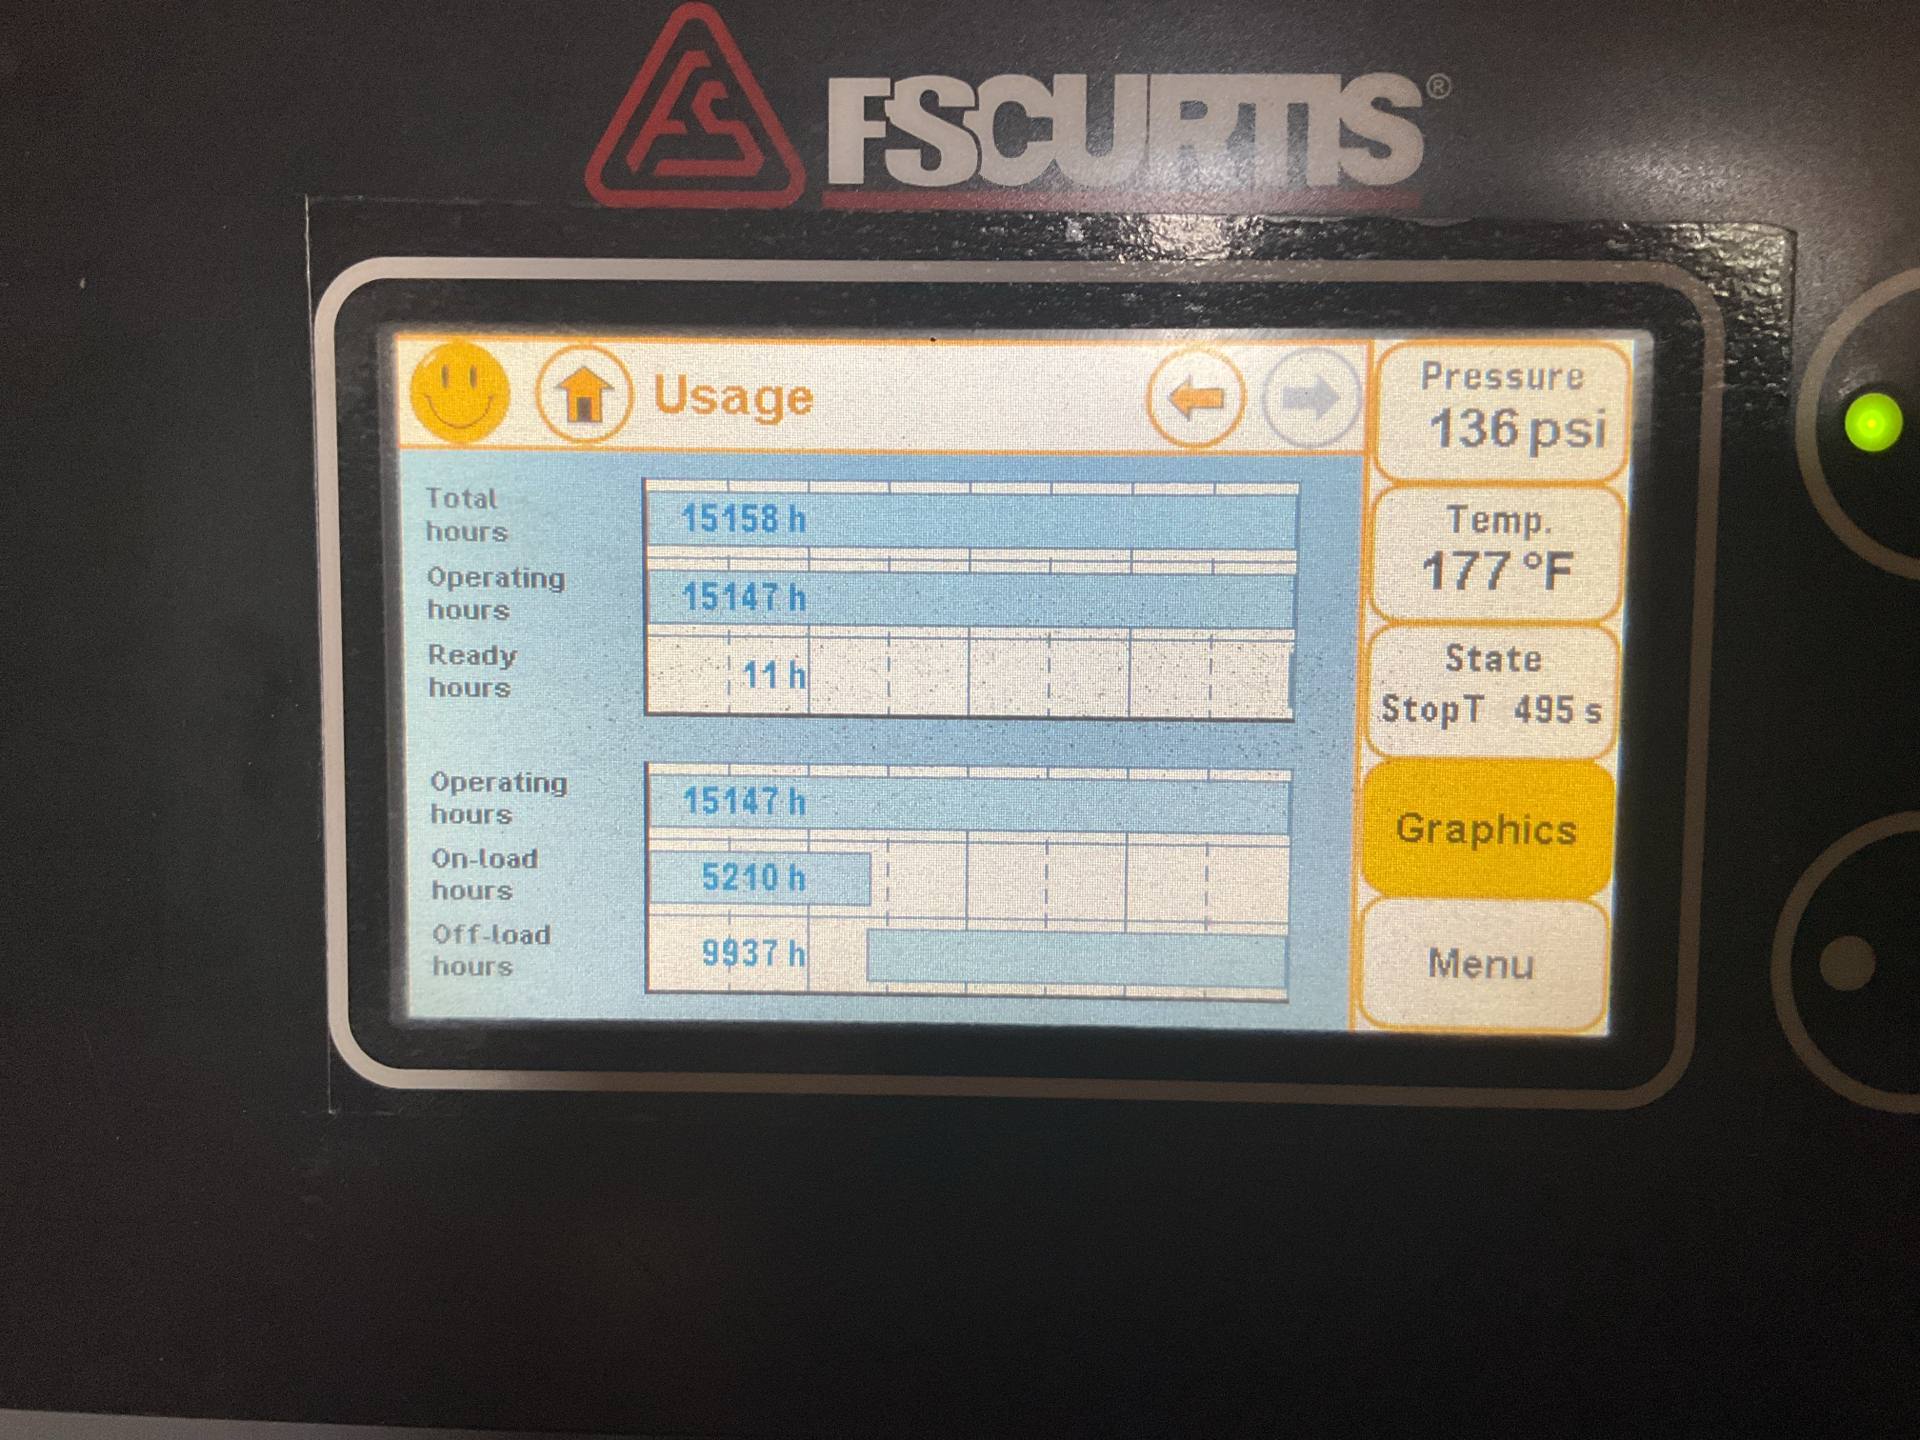 FS
FSCURTIS®
Usage
Total
hours
15158 h
Operating
hours
15147 h
Ready
hours
11 h
Operating
hours
15147 h
On-load
hours
5210 h
Off-load
hours
9937 h
Pressure
136 psi
Temp.
177 °F
State
StopT 495 s
Graphics
Menu